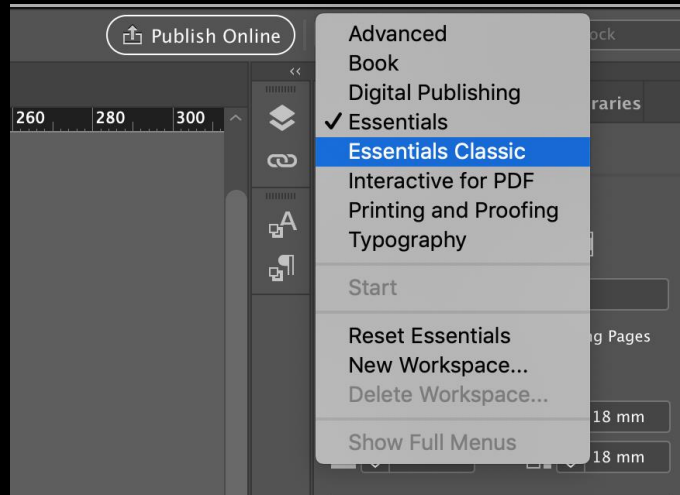 Publish Online
ock
260 280 300
raries
Advanced
Book
Digital Publishing
✓ Essentials
Essentials Classic
Interactive for PDF
Printing and Proofing
Typography
Start
Reset Essentials
New Workspace...
Delete Workspace...
Show Full Menus
ng Pages
18 mm
18 mm